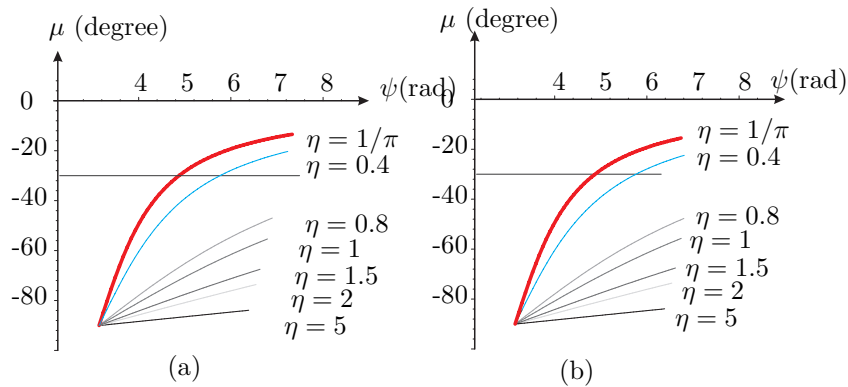 μ (degree)
4 5 6 7 8 ψ(rad)
0
-20
-40
-60
-80
η = 1/π
η = 0.4
η = 0.8
η = 1
η = 1.5
η = 2
η = 5
(a)
μ (degree)
4 5 6 7 8 ψ(rad)
0
-20
-40
-60
-80
η = 1/π
η = 0.4
η = 0.8
η = 1
η = 1.5
η = 2
η = 5
(b)